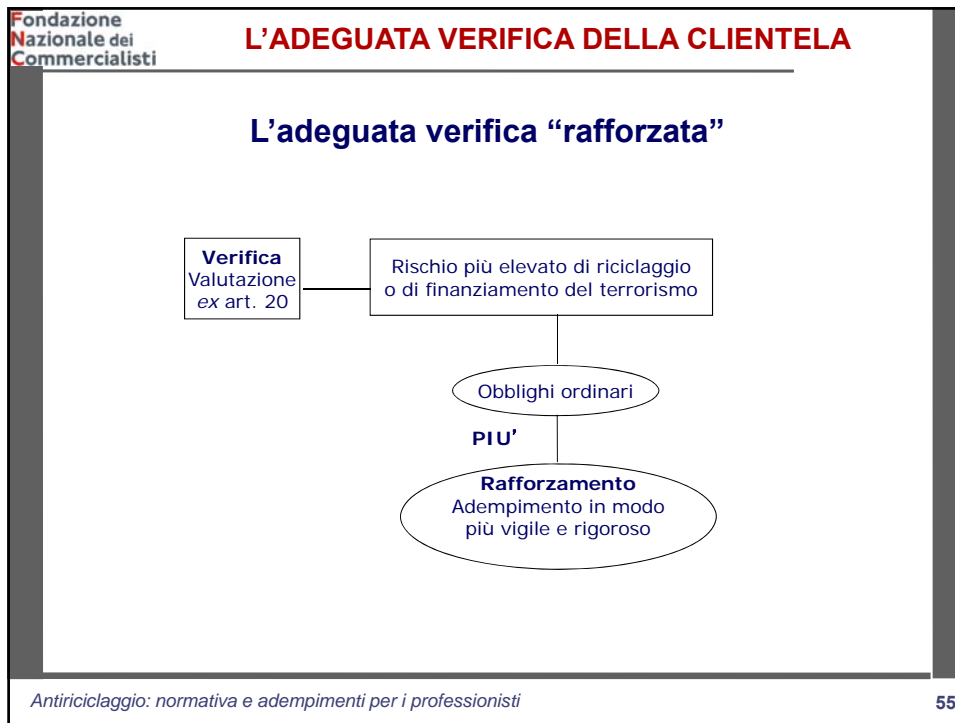 Fondazione
Nazionale dei
Commercialisti
L'ADEGUATA VERIFICA DELLA CLIENTELA
L'adeguata verifica “rafforzata”
Verifica
Valutazione
ex art. 20
Rischio più elevato di riciclaggio
o di finanziamento del terrorismo
Obblighi ordinari
PIU'
Rafforzamento
Adempimento in modo
più vigile e rigoroso
Antiriciclaggio: normativa e adempimenti per i professionisti
55